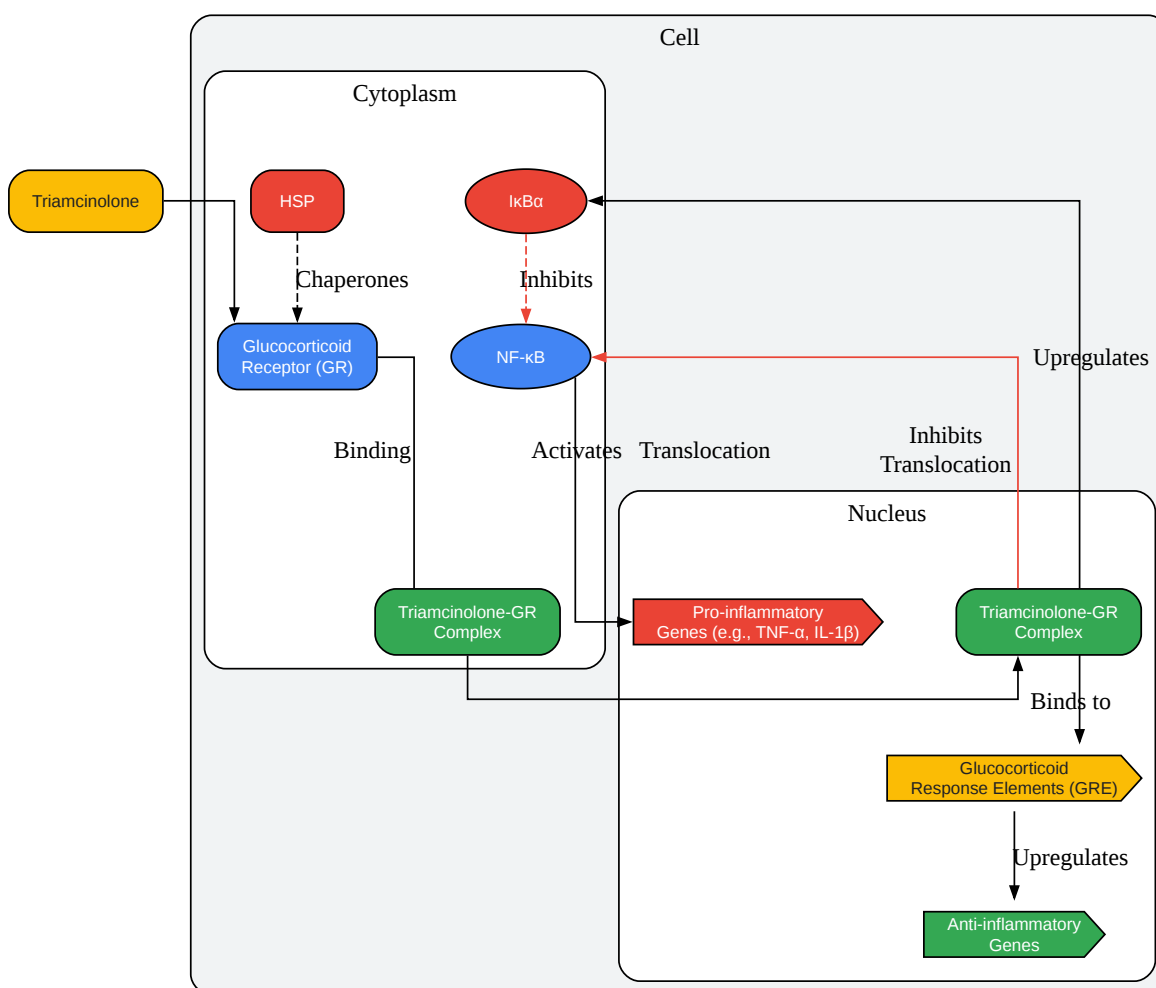 Cell
Cytoplasm
Triamcinolone
HSP
IκBα
Chaperones
Inhibits
Glucocorticoid
Receptor (GR)
NF-κB
Upregulates
Binding
Activates
Translocation
Inhibits
Translocation
Nucleus
Triamcinolone-GR
Complex
Pro-inflammatory
Genes (e.g., TNF-α, IL-1β)
Triamcinolone-GR
Complex
Binds to
Glucocorticoid
Response Elements (GRE)
Upregulates
Anti-inflammatory
Genes